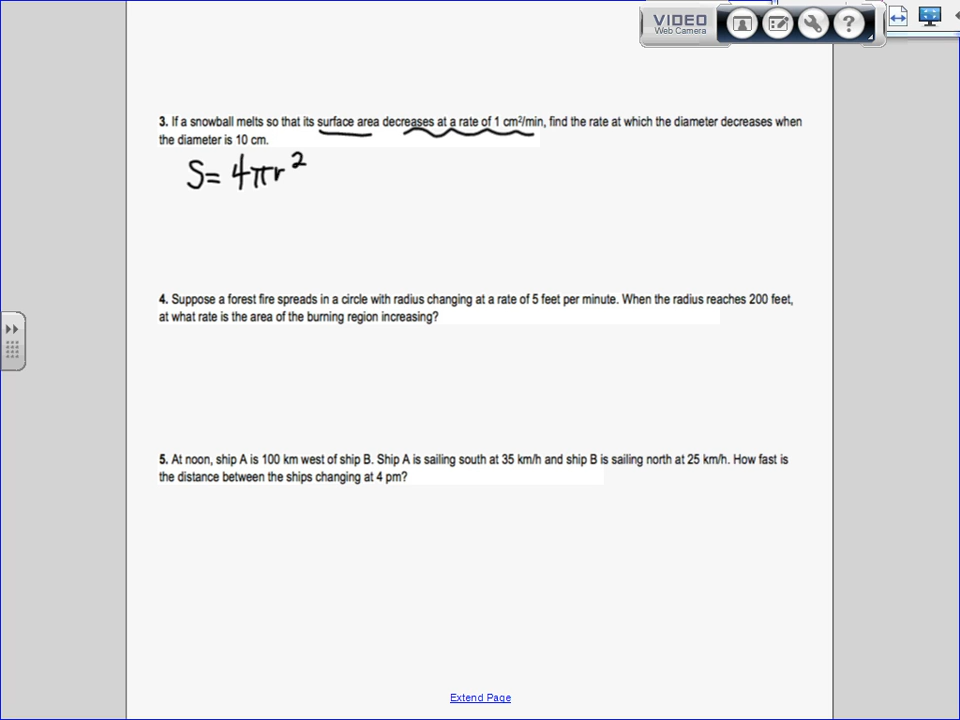 VIDEO
Web Camera
3. If a snowball melts so that its surface area decreases at a rate of 1 cm²/min, find the rate at which the diameter decreases when
the diameter is 10 cm.
S= 4πr²
4. Suppose a forest fire spreads in a circle with radius changing at a rate of 5 feet per minute. When the radius reaches 200 feet,
at what rate is the area of the burning region increasing?
5. At noon, ship A is 100 km west of ship B. Ship A is sailing south at 35 km/h and ship B is sailing north at 25 km/h. How fast is
the distance between the ships changing at 4 pm?
Extend Page